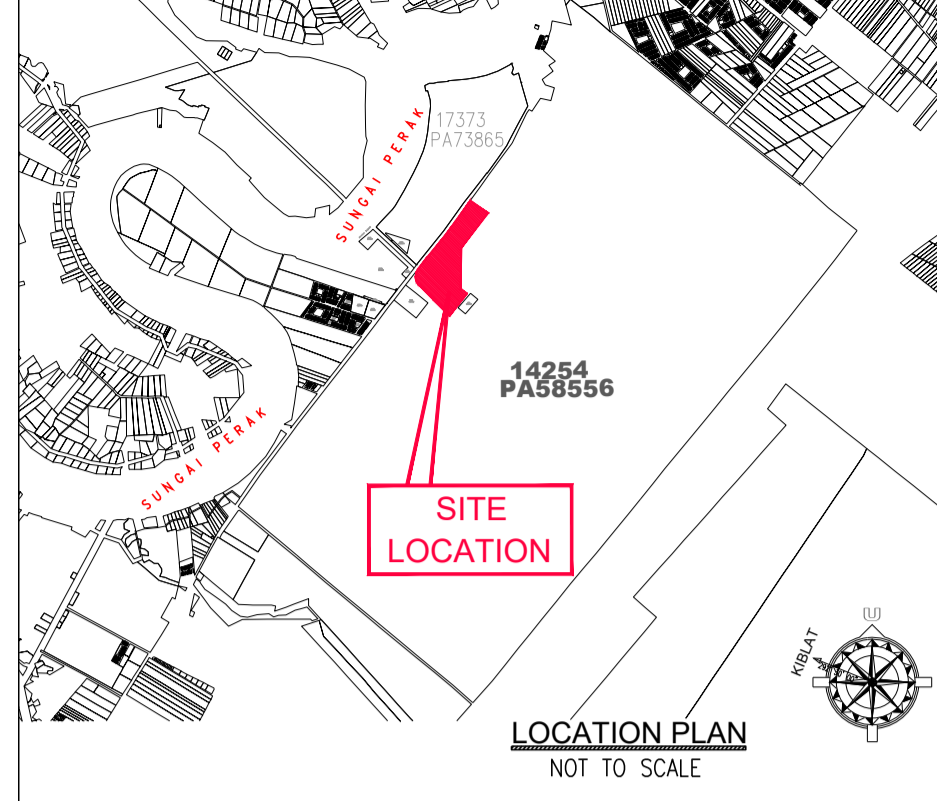 17373
PA73865
SUNGAI PERAK
14254
PA58556
SUNGAI PERAK
SITE
LOCATION
U
KIBLAT
LOCATION PLAN
NOT TO SCALE